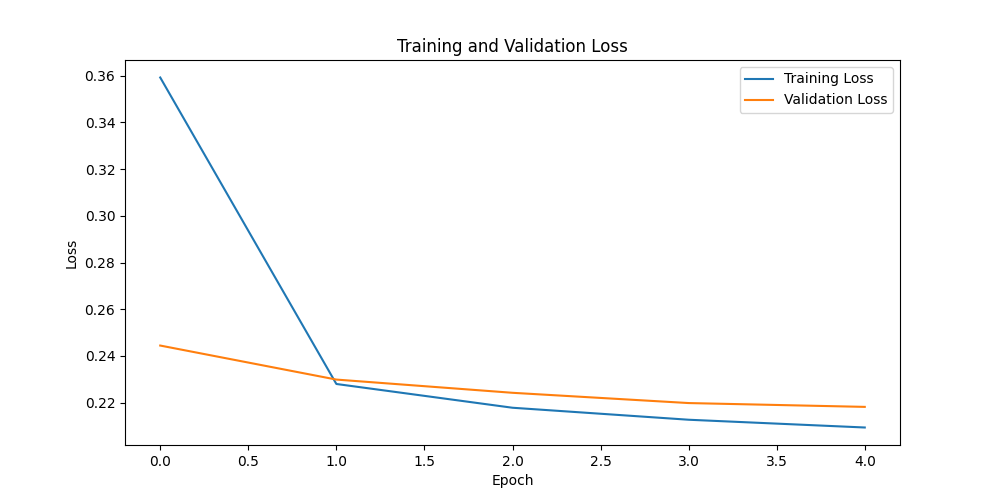 Training and Validation Loss
Training Loss
Validation Loss
0.36
0.34
0.32
0.30
0.28
0.26
0.24
0.22
Loss
0.0 0.5 1.0 1.5 2.0 2.5 3.0 3.5 4.0
Epoch